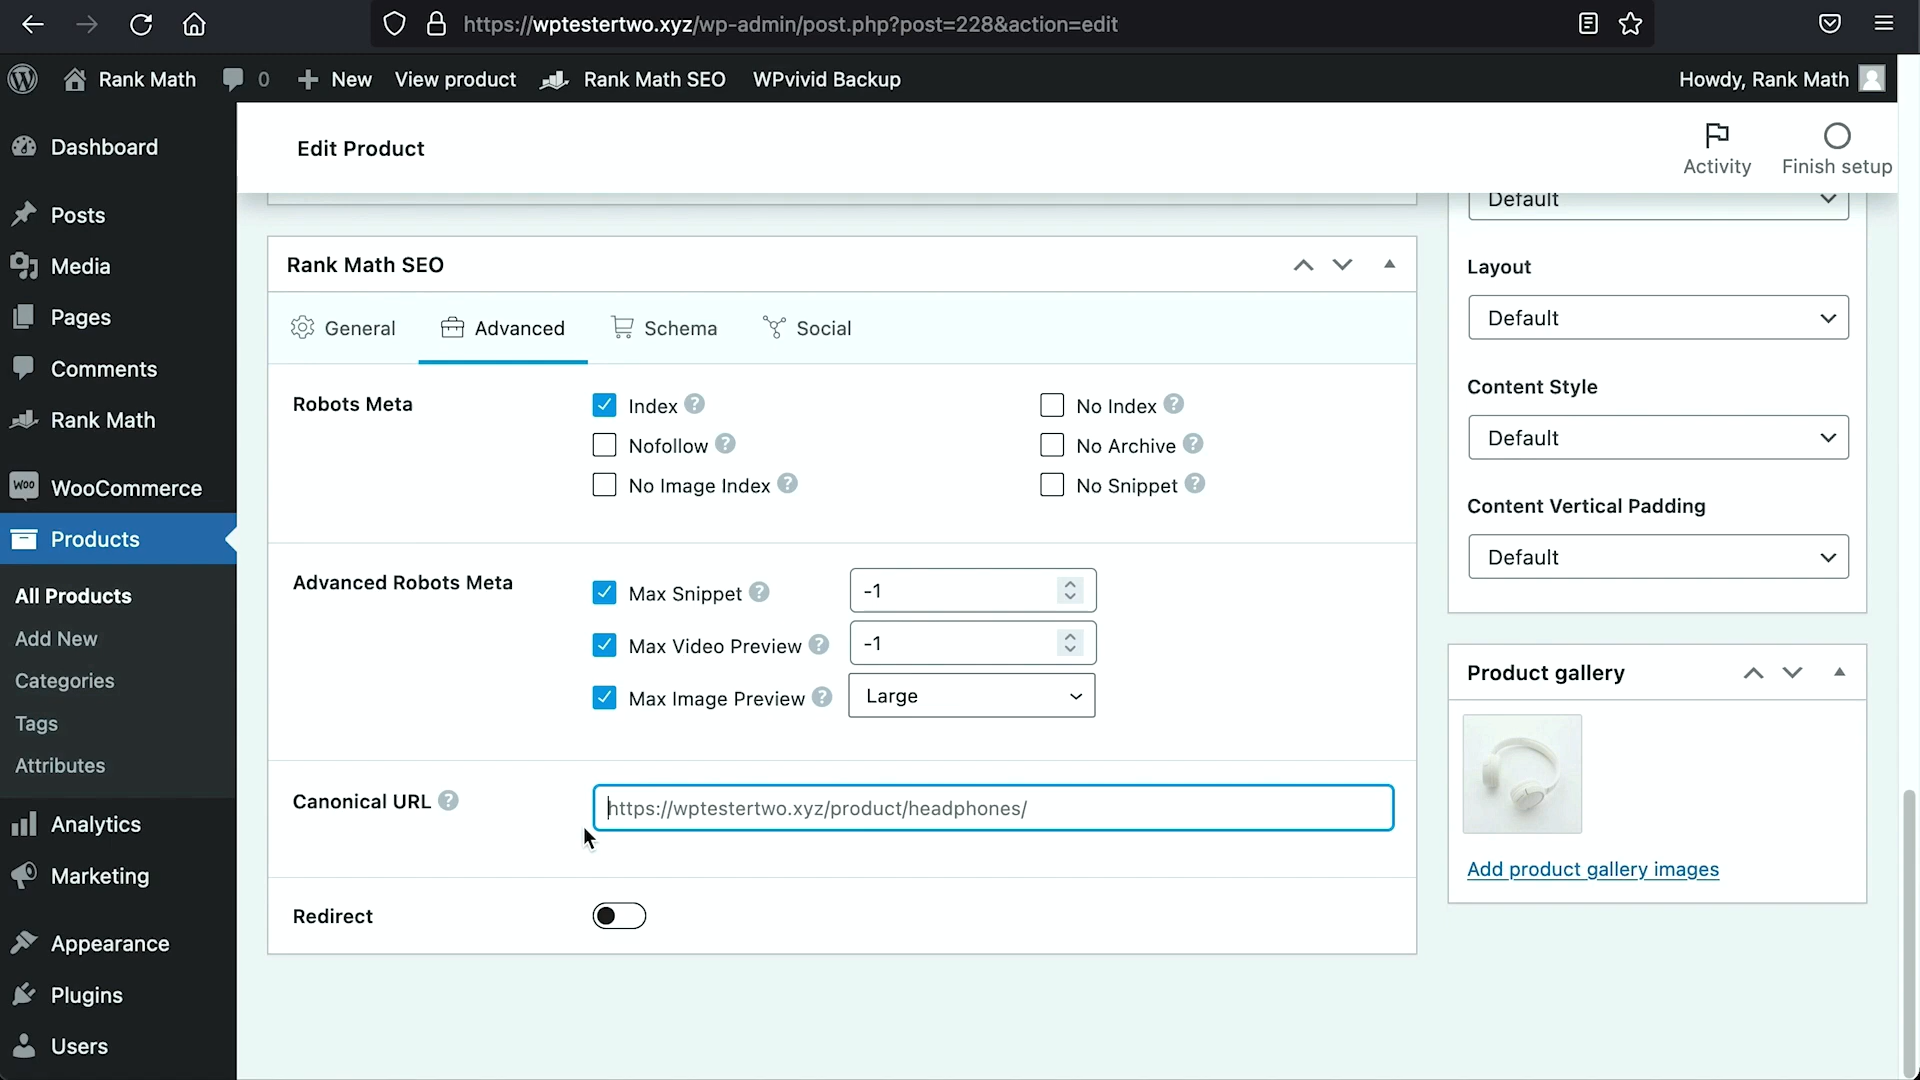 https://wptestertwo.xyz/wp-admin/post.php?post=228&action=edit
Rank Math
0
New
View product
Rank Math SEO
WPvivid Backup
Howdy, Rank Math
Dashboard
Posts
Media
Pages
Comments
Rank Math
WOO
WooCommerce
Products
All Products
Add New
Categories
Tags
Attributes
Analytics
Marketing
Appearance
Plugins
Users
Edit Product
Activity
Finish setup
Rank Math SEO
General
Advanced
Schema
Social
Robots Meta
Index ?
No Index ?
Nofollow ?
No Archive ?
No Image Index ?
No Snippet ?
Advanced Robots Meta
Max Snippet ?
-1
Max Video Preview ?
-1
Max Image Preview ?
Large
Canonical URL ?
https://wptestertwo.xyz/product/headphones/
Redirect
Default
Layout
Default
Content Style
Default
Content Vertical Padding
Default
Product gallery
Add product gallery images